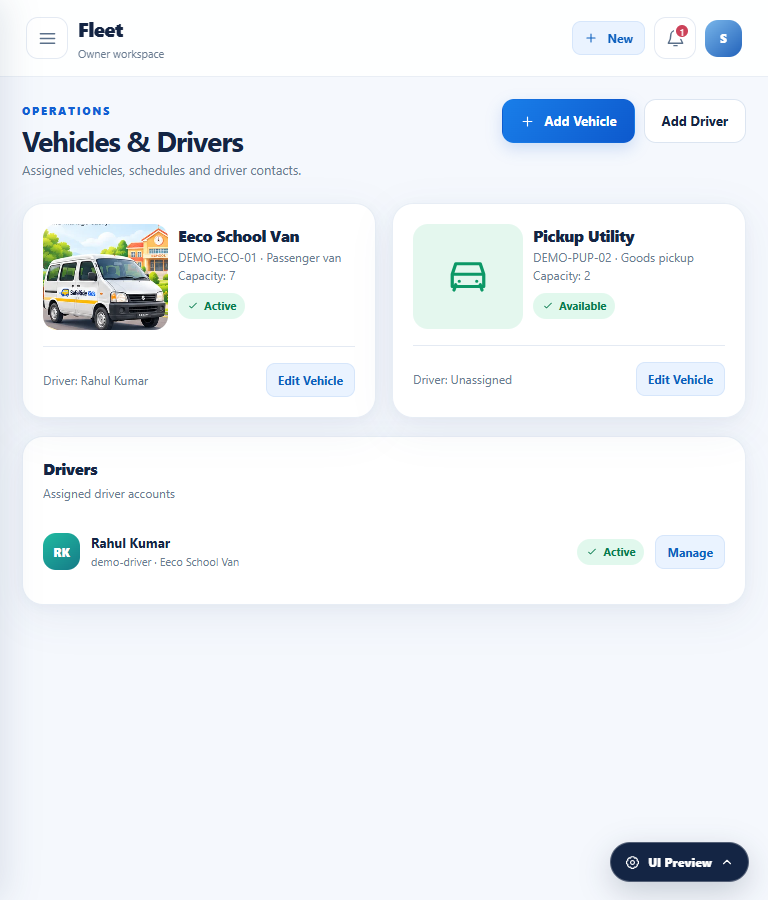 Fleet
Owner workspace
New
1
S
OPERATIONS
Vehicles & Drivers
Assigned vehicles, schedules and driver contacts.
Add Vehicle
Add Driver
SafeRide Kids
Eeco School Van
DEMO-ECO-01 · Passenger van
Capacity: 7
Active
Driver: Rahul Kumar
Edit Vehicle
Pickup Utility
DEMO-PUP-02 · Goods pickup
Capacity: 2
Available
Driver: Unassigned
Edit Vehicle
Drivers
Assigned driver accounts
RK
Rahul Kumar
demo-driver · Eeco School Van
Active
Manage
UI Preview